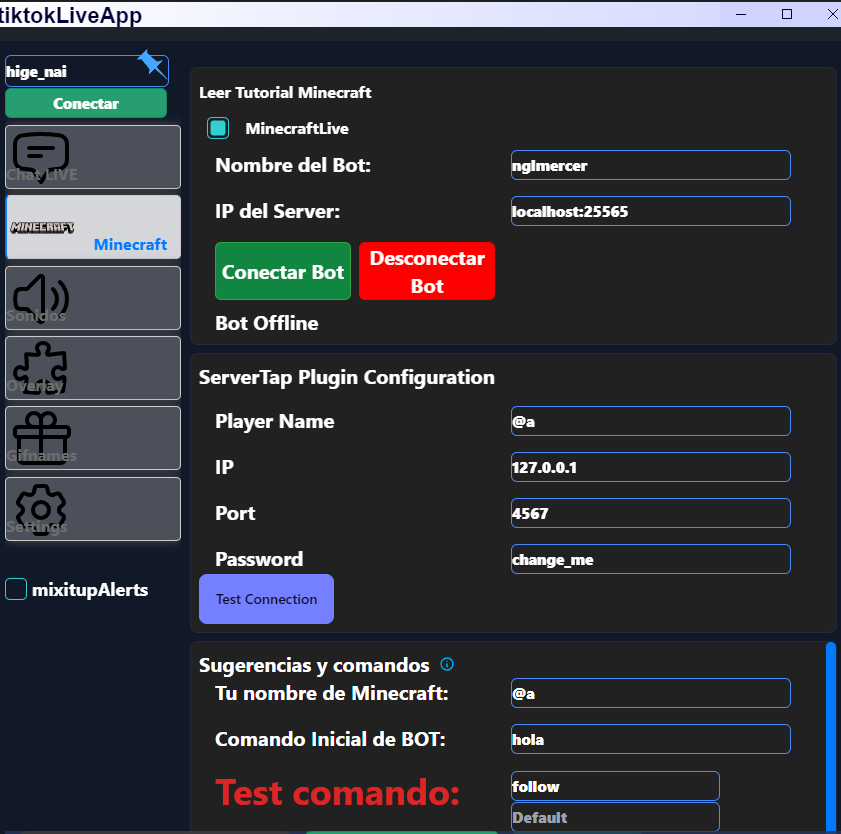 tiktokLiveApp
hige_nai
Conectar
Chat LIVE
MINECRAFT
Minecraft
Sonidos
Overlay
Gifnames
Settings
mixitupAlerts
Leer Tutorial Minecraft
MinecraftLive
Nombre del Bot: nglmercer
IP del Server: localhost:25565
Conectar Bot
Desconectar
Bot
Bot Offline
ServerTap Plugin Configuration
Player Name @a
IP 127.0.0.1
Port 4567
Password change_me
Test Connection
Sugerencias y comandos
Tu nombre de Minecraft: @a
Comando Inicial de BOT: hola
Test comando: follow
Default